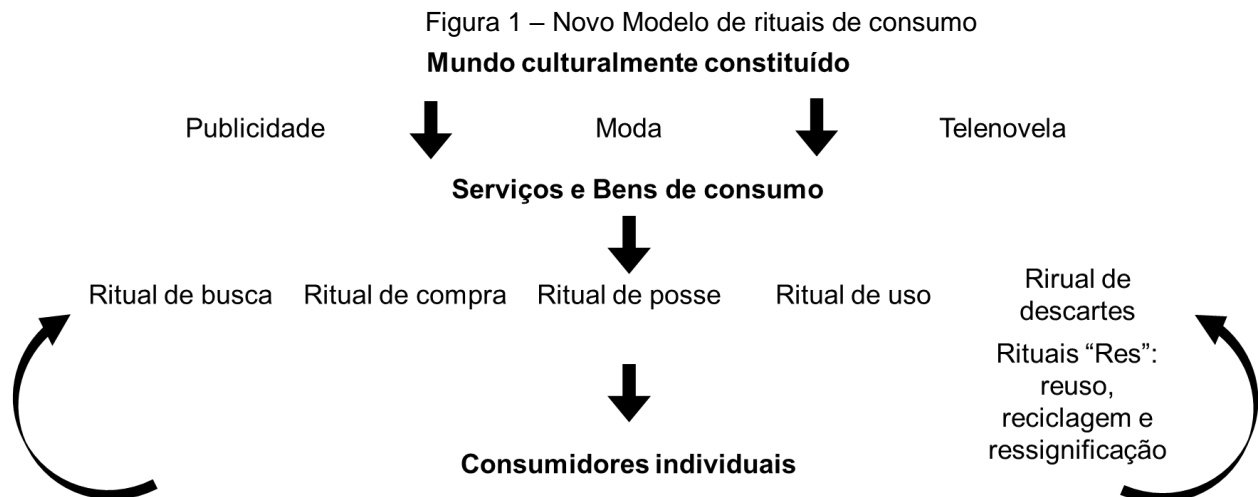 Figura 1 – Novo Modelo de rituais de consumo
Mundo culturalmente constituído
Publicidade Moda Telenovela
Serviços e Bens de consumo
Ritual de busca Ritual de compra Ritual de posse Ritual de uso
Rirual de
descartes
Rituais “Res”:
reuso,
reciclagem e
ressignificação
Consumidores individuais